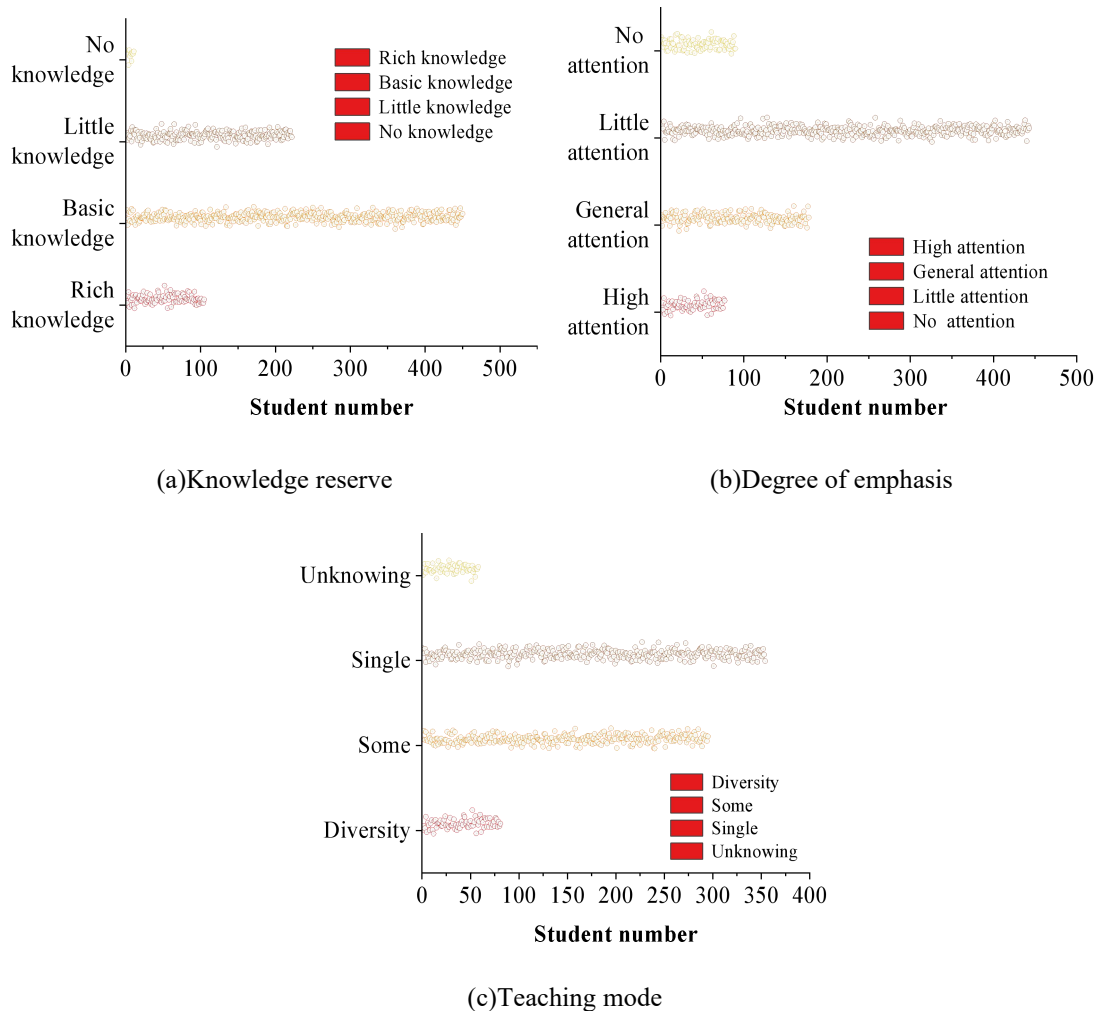 No
knowledge
Little
knowledge
Basic
knowledge
Rich
knowledge
Rich knowledge
Basic knowledge
Little knowledge
No knowledge
0
100
200
300
400
500
Student number
(a)Knowledge reserve
No
attention
Little
attention
General
attention
High
attention
High attention
General attention
Little attention
No attention
0
100
200
300
400
500
Student number
(b)Degree of emphasis
Unknowing
Single
Some
Diversity
Diversity
Some
Single
Unknowing
0
50
100
150
200
250
300
350
400
Student number
(c)Teaching mode